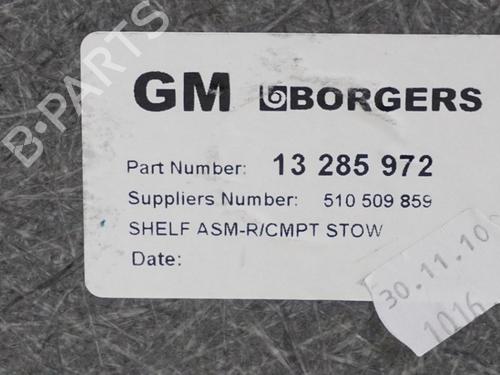 B-PARTS
GM BORGERS
Part Number: 13 285 972
Suppliers Number: 510 509 859
SHELF ASM-R/CMPT STOW
Date:
30.11.10
1016